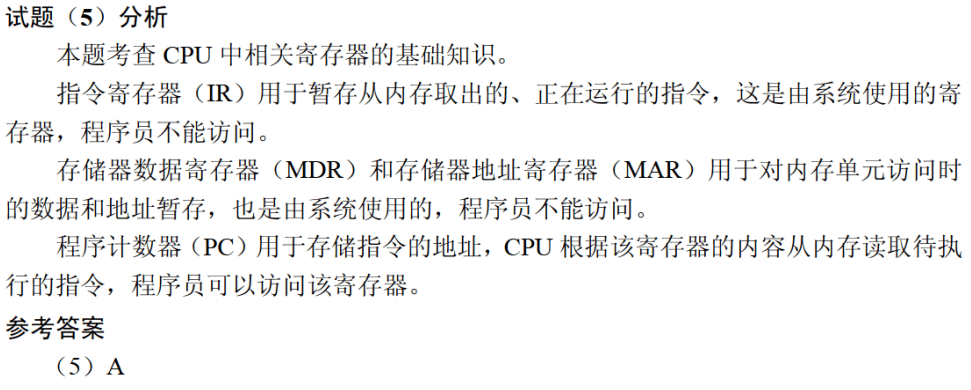 试题（5）分析
本题考查 CPU 中相关寄存器的基础知识。
指令寄存器（IR）用于暂存从内存取出的、正在运行的指令，这是由系统使用的寄
存器，程序员不能访问。
存储器数据寄存器（MDR）和存储器地址寄存器（MAR）用于对内存单元访问时
的数据和地址暂存，也是由系统使用的，程序员不能访问。
程序计数器（PC）用于存储指令的地址，CPU 根据该寄存器的内容从内存读取待执
行的指令，程序员可以访问该寄存器。
参考答案
（5）A